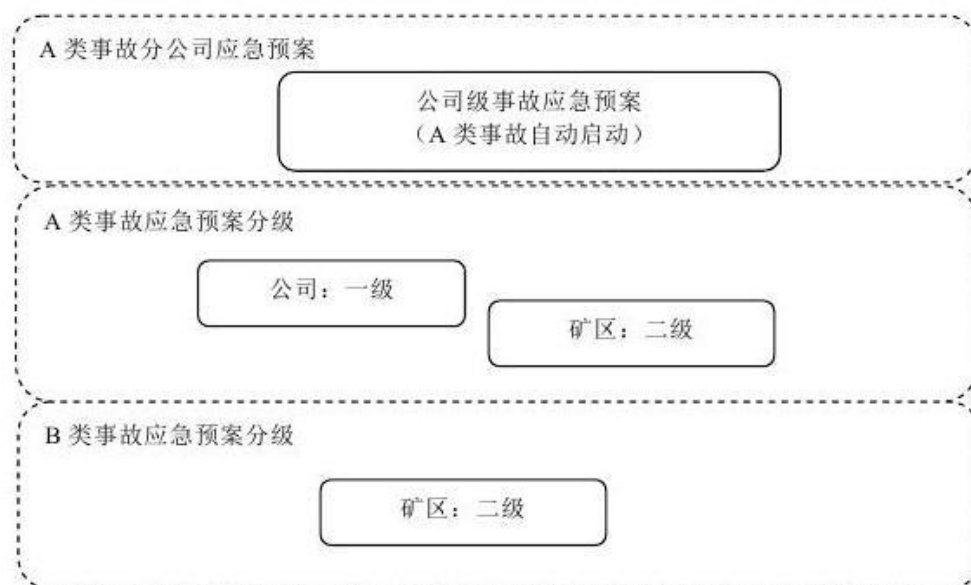 A 类事故分公司应急预案
公司级事故应急预案
（A 类事故自动启动）
A 类事故应急预案分级
公司：一级
矿区：二级
B 类事故应急预案分级
矿区：二级